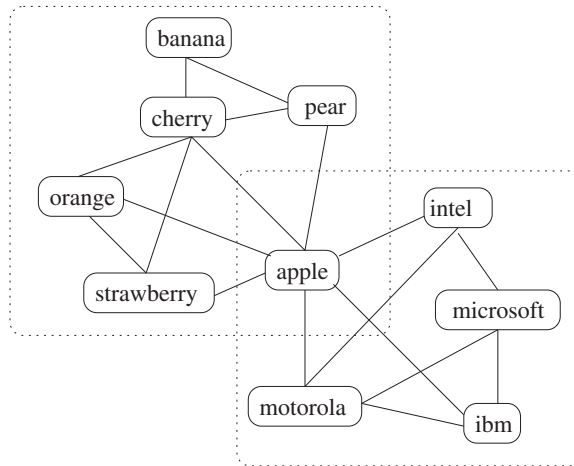 banana
pear
cherry
orange
intel
apple
strawberry
microsoft
motorola
ibm